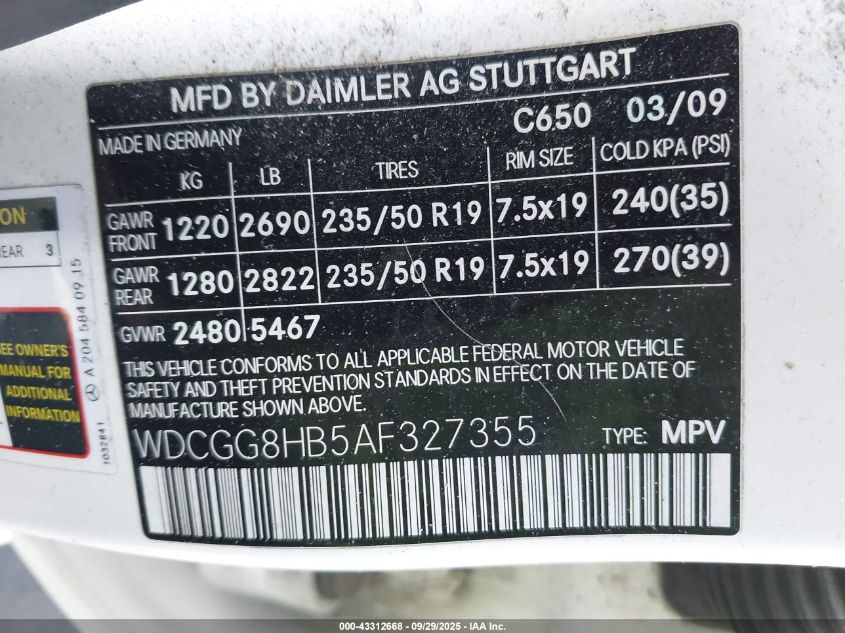 MFD BY DAIMLER AG STUTTGART
MADE IN GERMANY C650 03/09
KG LB TIRES RIM SIZE COLD KPA (PSI)
GAWR FRONT 1220 2690 235/50 R19 7.5x19 240(35)
GAWR REAR 1280 2822 235/50 R19 7.5x19 270(39)
GVWR 2480 5467
THIS VEHICLE CONFORMS TO ALL APPLICABLE FEDERAL MOTOR VEHICLE
SAFETY AND THEFT PREVENTION STANDARDS IN EFFECT ON THE DATE OF
MANUFACTURE SHOWN ABOVE.
WDCGG8HB5AF327355 TYPE: MPV
REAR 3
SEE OWNER'S
MANUAL FOR
ADDITIONAL
INFORMATION
A 204 584 09 15
1032841
000-43312668 - 09/29/2025 - IAA Inc.